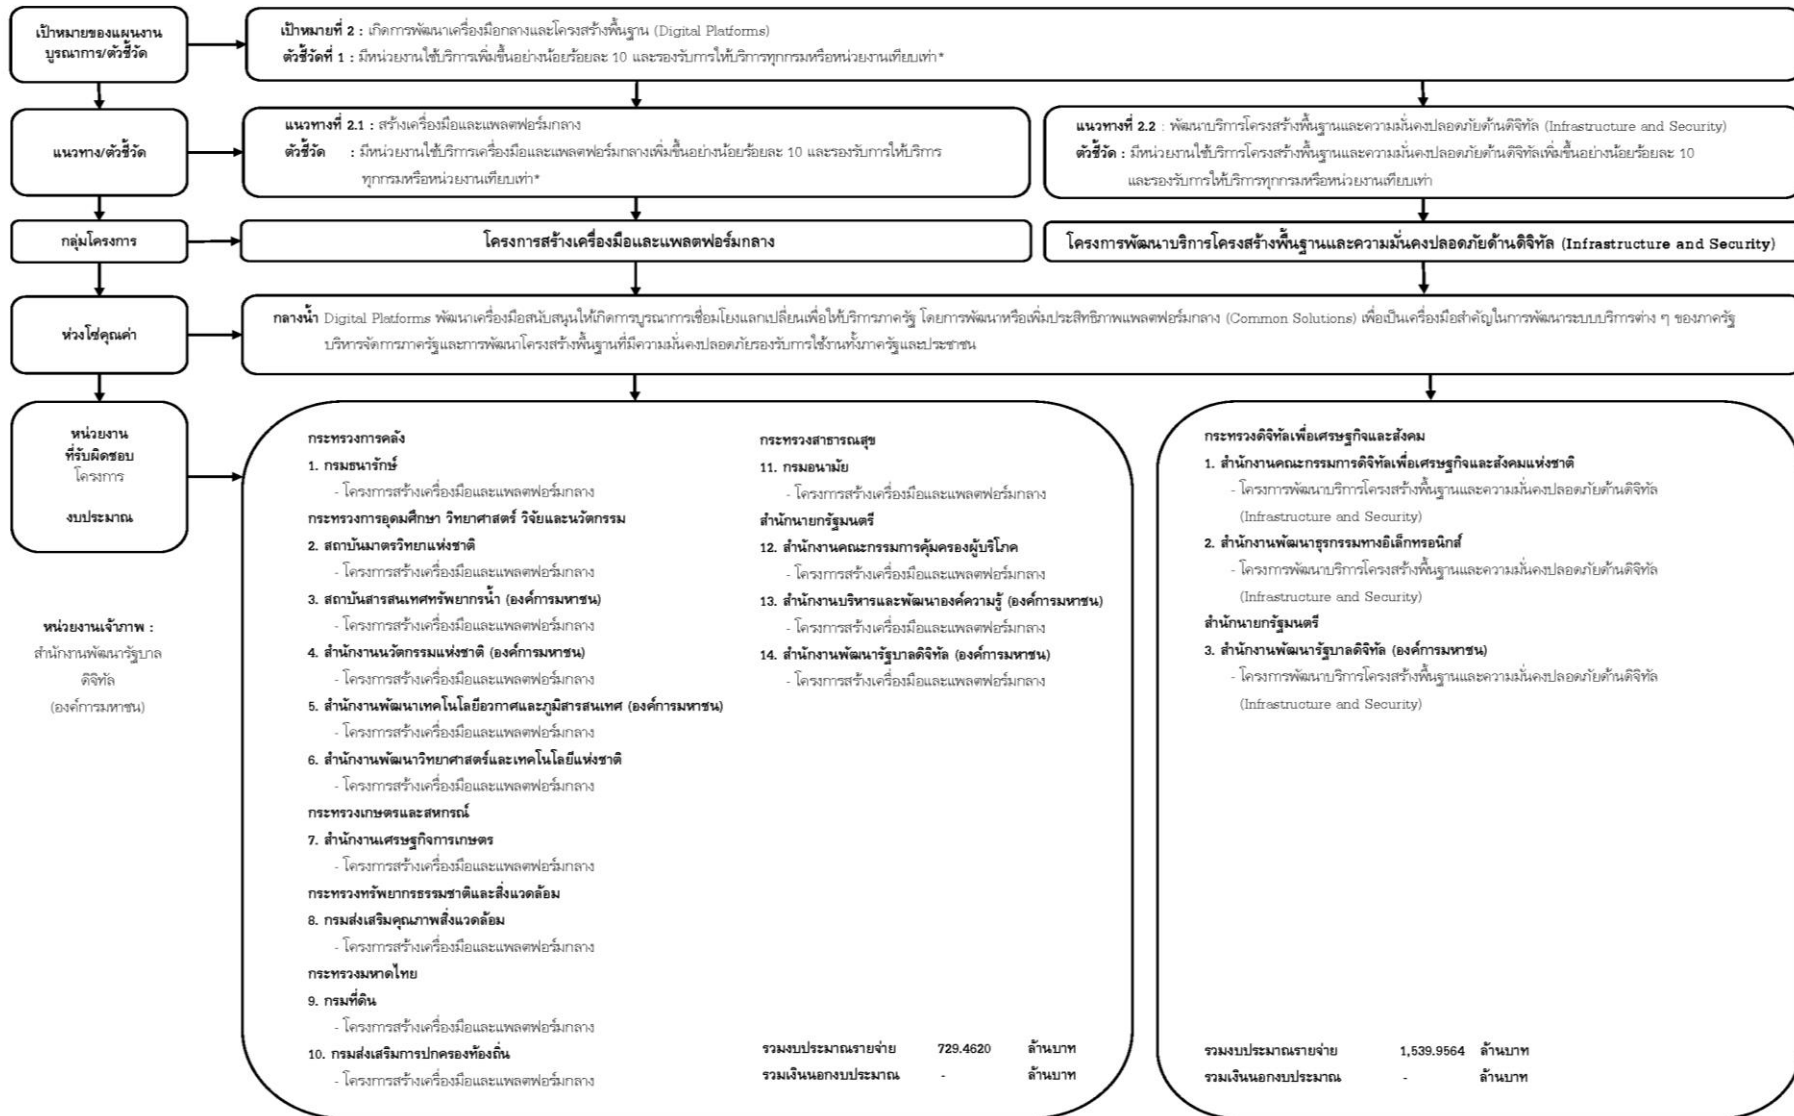 เป้าหมายของแผนงาน
บูรณาการ/ตัวชี้วัด
เป้าหมายที่ 2 : เกิดการพัฒนาเครื่องมือกลางและโครงสร้างพื้นฐาน (Digital Platforms)
ตัวชี้วัดที่ 1 : มีหน่วยงานใช้บริการเพิ่มขึ้นอย่างน้อยร้อยละ 10 และรองรับการให้บริการทุกกรมหรือหน่วยงานเทียบเท่า*
แนวทาง/ตัวชี้วัด
แนวทางที่ 2.1 : สร้างเครื่องมือและแพลตฟอร์มกลาง
ตัวชี้วัด : มีหน่วยงานใช้บริการเครื่องมือและแพลตฟอร์มกลางเพิ่มขึ้นอย่างน้อยร้อยละ 10 และรองรับการให้บริการ
ทุกกรมหรือหน่วยงานเทียบเท่า*
แนวทางที่ 2.2 : พัฒนาบริการโครงสร้างพื้นฐานและความมั่นคงปลอดภัยด้านดิจิทัล (Infrastructure and Security)
ตัวชี้วัด : มีหน่วยงานใช้บริการโครงสร้างพื้นฐานและความมั่นคงปลอดภัยด้านดิจิทัลเพิ่มขึ้นอย่างน้อยร้อยละ 10
และรองรับการให้บริการทุกกรมหรือหน่วยงานเทียบเท่า
กลุ่มโครงการ
โครงการสร้างเครื่องมือและแพลตฟอร์มกลาง
โครงการพัฒนาบริการโครงสร้างพื้นฐานและความมั่นคงปลอดภัยด้านดิจิทัล (Infrastructure and Security)
ห่วงโซ่คุณค่า
กลางน้ำ Digital Platforms พัฒนาเครื่องมือสนับสนุนให้เกิดการบูรณาการเชื่อมโยงแลกเปลี่ยนเพื่อให้บริการภาครัฐ โดยการพัฒนาหรือเพิ่มประสิทธิภาพแพลตฟอร์มกลาง (Common Solutions) เพื่อเป็นเครื่องมือสำคัญในการพัฒนาระบบบริการต่าง ๆ ของภาครัฐ
บริหารจัดการภาครัฐและการพัฒนาโครงสร้างพื้นฐานที่มีความมั่นคงปลอดภัยรองรับการใช้งานทั้งภาครัฐและประชาชน
หน่วยงาน
ที่รับผิดชอบ
โครงการ
งบประมาณ
หน่วยงานเจ้าภาพ :
สำนักงานพัฒนารัฐบาล
ดิจิทัล
(องค์การมหาชน)
กระทรวงการคลัง
1. กรมธนารักษ์
- โครงการสร้างเครื่องมือและแพลตฟอร์มกลาง
กระทรวงการอุดมศึกษา วิทยาศาสตร์ วิจัยและนวัตกรรม
2. สถาบันมาตรวิทยาแห่งชาติ
- โครงการสร้างเครื่องมือและแพลตฟอร์มกลาง
3. สถาบันสารสนเทศทรัพยากรน้ำ (องค์การมหาชน)
- โครงการสร้างเครื่องมือและแพลตฟอร์มกลาง
4. สำนักงานนวัตกรรมแห่งชาติ (องค์การมหาชน)
- โครงการสร้างเครื่องมือและแพลตฟอร์มกลาง
5. สำนักงานพัฒนาเทคโนโลยีอวกาศและภูมิสารสนเทศ (องค์การมหาชน)
- โครงการสร้างเครื่องมือและแพลตฟอร์มกลาง
6. สำนักงานพัฒนาวิทยาศาสตร์และเทคโนโลยีแห่งชาติ
- โครงการสร้างเครื่องมือและแพลตฟอร์มกลาง
กระทรวงเกษตรและสหกรณ์
7. สำนักงานเศรษฐกิจการเกษตร
- โครงการสร้างเครื่องมือและแพลตฟอร์มกลาง
กระทรวงทรัพยากรธรรมชาติและสิ่งแวดล้อม
8. กรมส่งเสริมคุณภาพสิ่งแวดล้อม
- โครงการสร้างเครื่องมือและแพลตฟอร์มกลาง
กระทรวงมหาดไทย
9. กรมที่ดิน
- โครงการสร้างเครื่องมือและแพลตฟอร์มกลาง
10. กรมส่งเสริมการปกครองท้องถิ่น
- โครงการสร้างเครื่องมือและแพลตฟอร์มกลาง
กระทรวงสาธารณสุข
11. กรมอนามัย
- โครงการสร้างเครื่องมือและแพลตฟอร์มกลาง
สำนักนายกรัฐมนตรี
12. สำนักงานคณะกรรมการคุ้มครองผู้บริโภค
- โครงการสร้างเครื่องมือและแพลตฟอร์มกลาง
13. สำนักงานบริหารและพัฒนาองค์ความรู้ (องค์การมหาชน)
- โครงการสร้างเครื่องมือและแพลตฟอร์มกลาง
14. สำนักงานพัฒนารัฐบาลดิจิทัล (องค์การมหาชน)
- โครงการสร้างเครื่องมือและแพลตฟอร์มกลาง
รวมงบประมาณรายจ่าย 729.4620 ล้านบาท
รวมเงินนอกงบประมาณ - ล้านบาท
กระทรวงดิจิทัลเพื่อเศรษฐกิจและสังคม
1. สำนักงานคณะกรรมการดิจิทัลเพื่อเศรษฐกิจและสังคมแห่งชาติ
- โครงการพัฒนาบริการโครงสร้างพื้นฐานและความมั่นคงปลอดภัยด้านดิจิทัล
(Infrastructure and Security)
2. สำนักงานพัฒนาธุรกรรมทางอิเล็กทรอนิกส์
- โครงการพัฒนาบริการโครงสร้างพื้นฐานและความมั่นคงปลอดภัยด้านดิจิทัล
(Infrastructure and Security)
สำนักนายกรัฐมนตรี
3. สำนักงานพัฒนารัฐบาลดิจิทัล (องค์การมหาชน)
- โครงการพัฒนาบริการโครงสร้างพื้นฐานและความมั่นคงปลอดภัยด้านดิจิทัล
(Infrastructure and Security)
รวมงบประมาณรายจ่าย 1,539.9564 ล้านบาท
รวมเงินนอกงบประมาณ - ล้านบาท